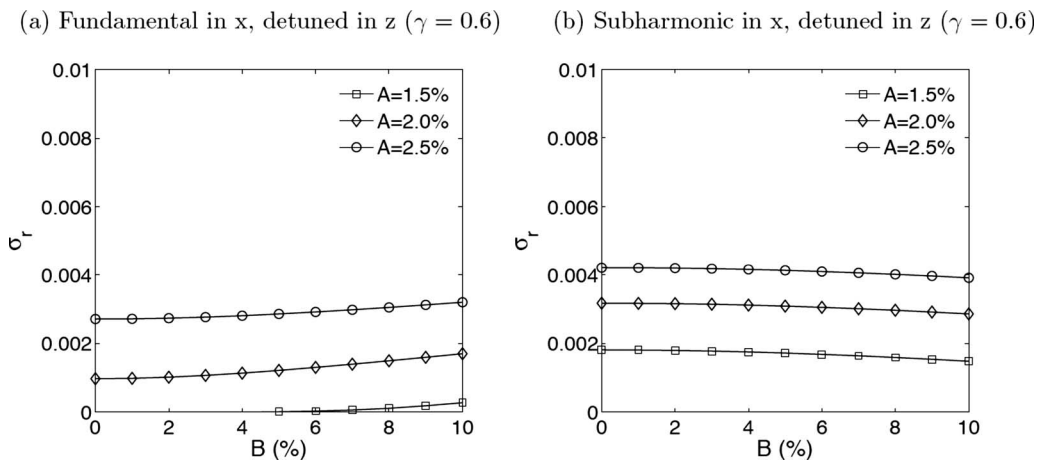 (a) Fundamental in x, detuned in z (γ = 0.6)
(b) Subharmonic in x, detuned in z (γ = 0.6)
0.01
0.008
0.006
0.004
0.002
0
σr
0 2 4 6 8 10
B (%)
A=1.5%
A=2.0%
A=2.5%
0.01
0.008
0.006
0.004
0.002
0
σr
0 2 4 6 8 10
B (%)
A=1.5%
A=2.0%
A=2.5%